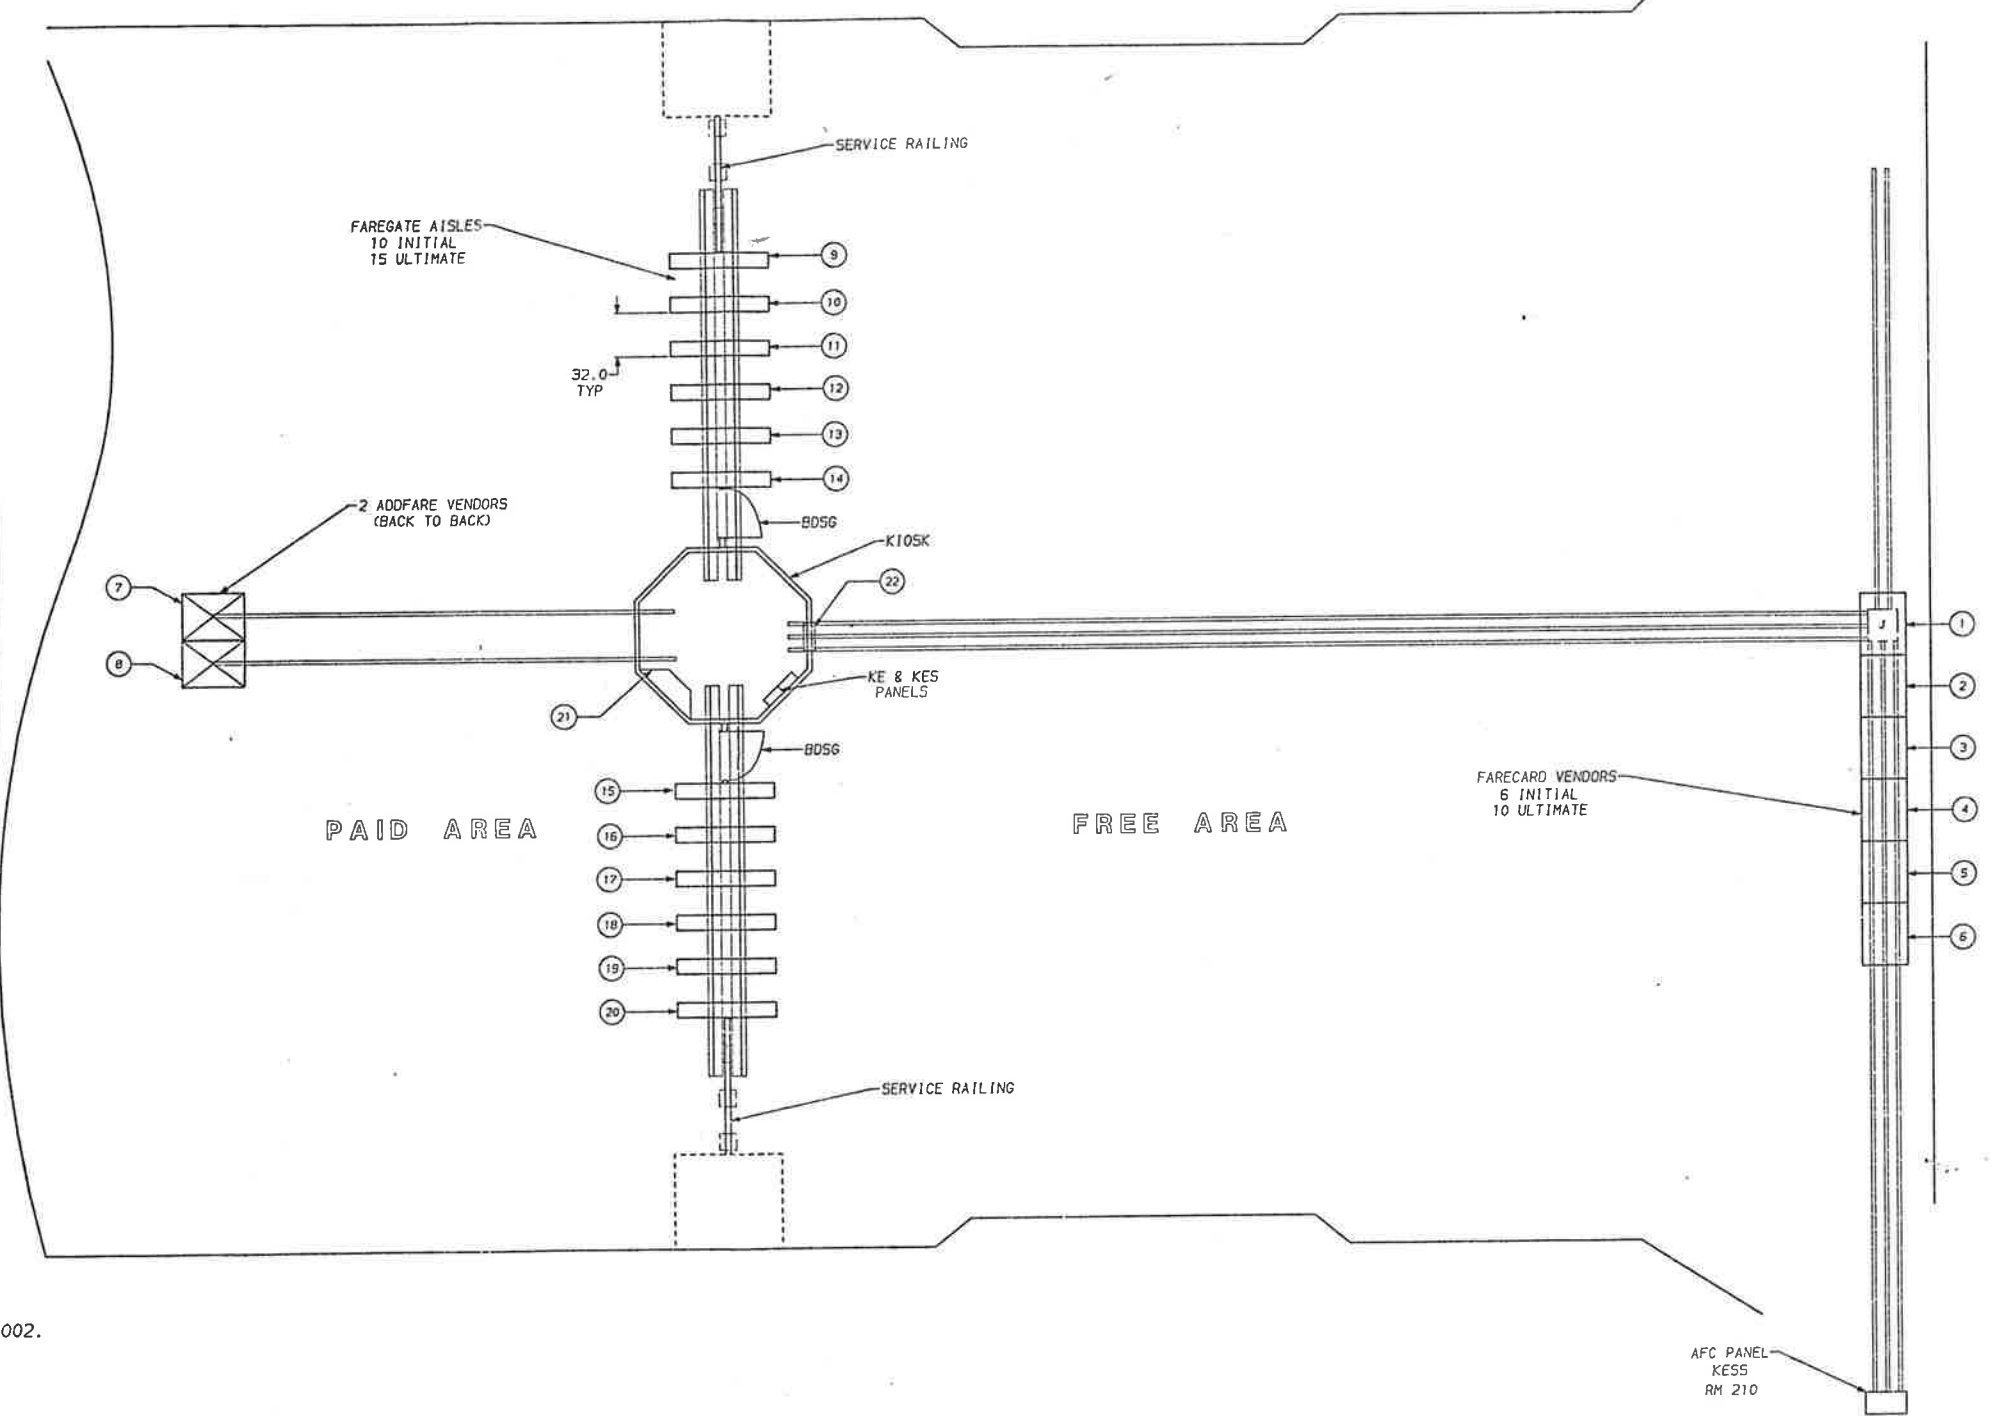 SERVICE RAILING
FAREGATE AISLES
10 INITIAL
15 ULTIMATE
9
10
11
32.0
TYP
12
13
14
2 ADDFARE VENDORS
(BACK TO BACK)
BDSG
KIOSK
22
7
8
1
2
KE & KES
PANELS
21
BDSG
3
FARECARD VENDORS
6 INITIAL
10 ULTIMATE
4
15
PAID AREA
FREE AREA
16
17
5
18
6
19
20
J
SERVICE RAILING
002.
AFC PANEL
KESS
RM 210